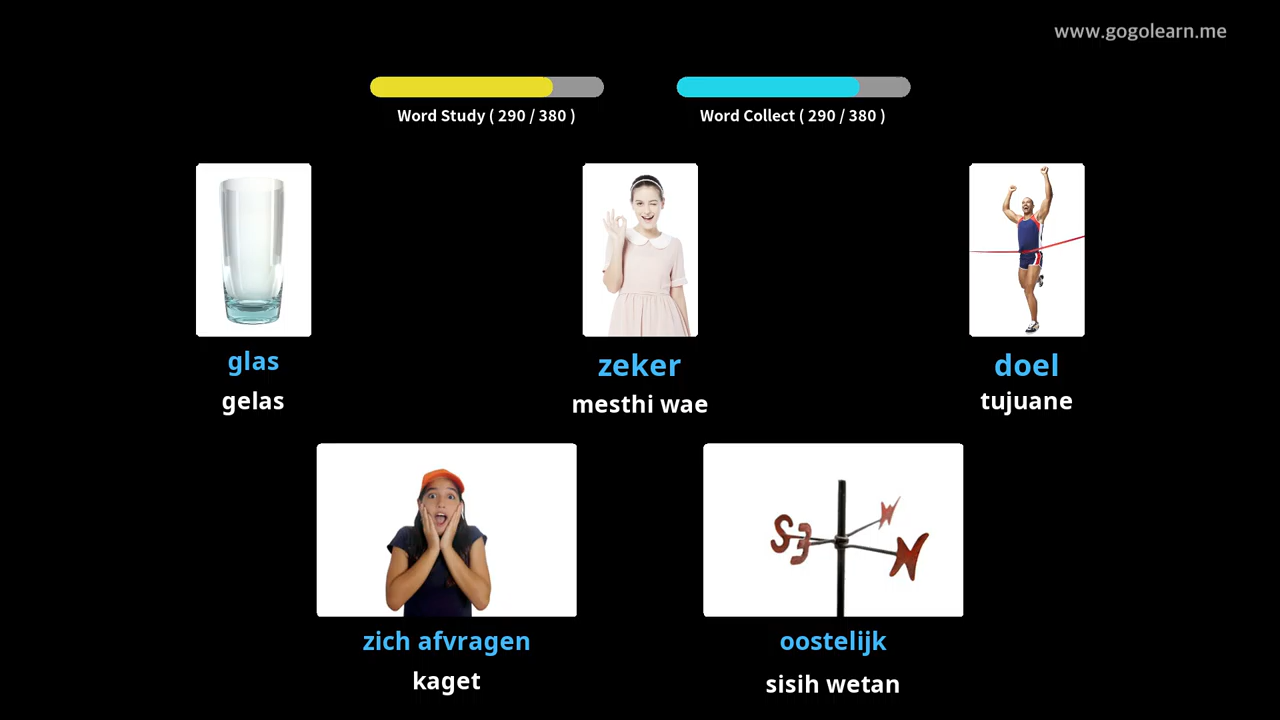 www.gogolearn.me
Word Study ( 290 / 380 )
Word Collect ( 290 / 380 )
glas
zeker
doel
gelas
mesthi wae
tujuane
S E N W
zich afvragen
oostelijk
kaget
sisih wetan